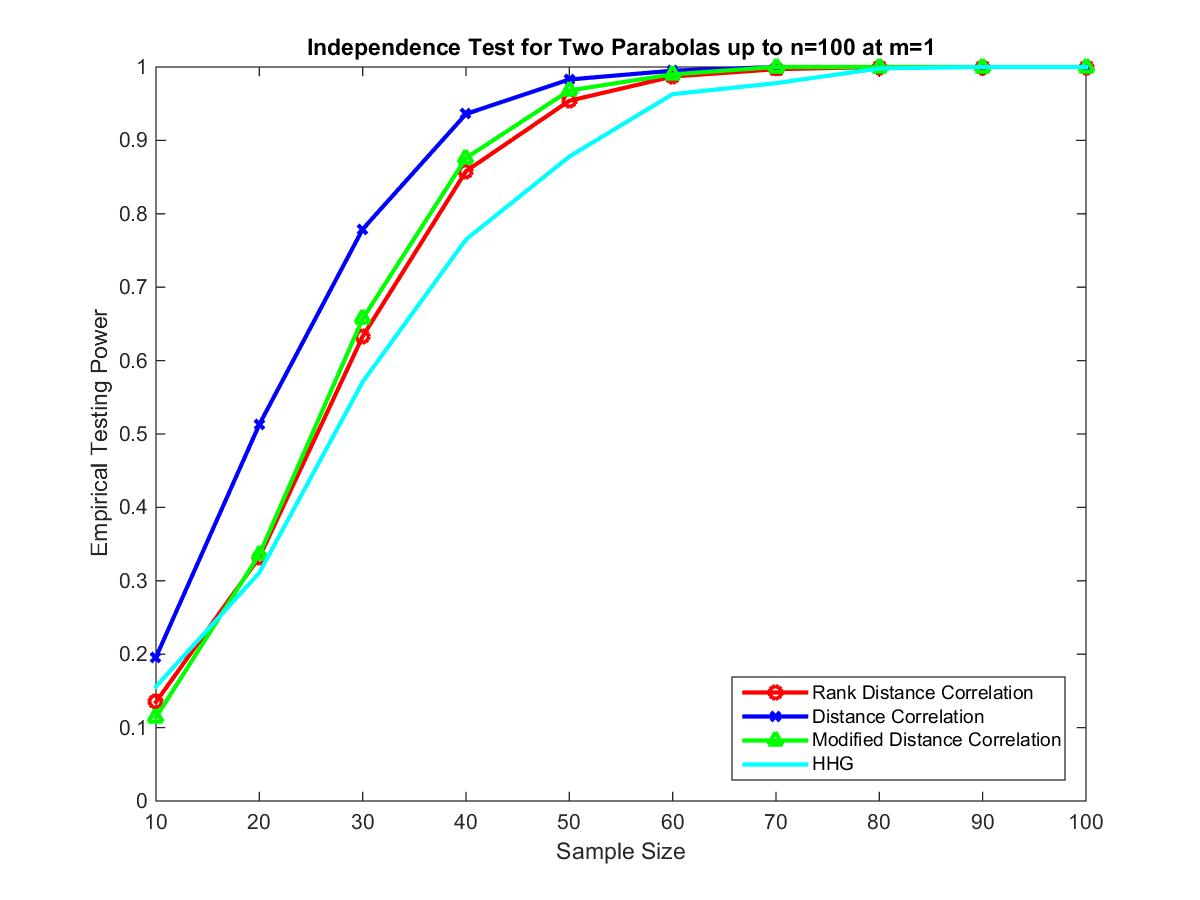 Independence Test for Two Parabolas up to n=100 at m=1
1
0.9
0.8
0.7
0.6
0.5
0.4
0.3
0.2
0.1
0
Empirical Testing Power
10 20 30 40 50 60 70 80 90 100
Sample Size
Rank Distance Correlation
Distance Correlation
Modified Distance Correlation
HHG